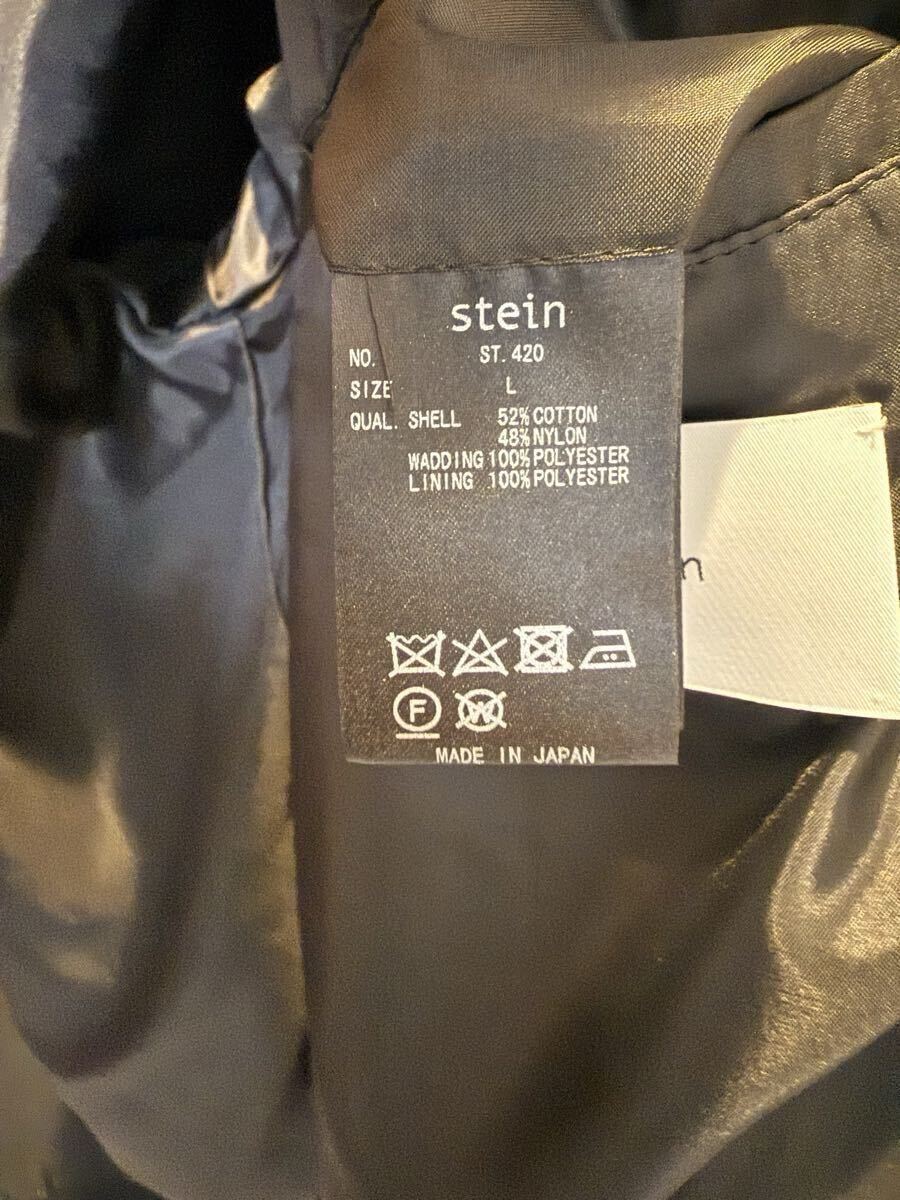 stein
NO. ST.420
SIZE L
QUAL. SHELL 52%COTTON
48%NYLON
WADDING 100%POLYESTER
LINING 100%POLYESTER
n
F W
MADE IN JAPAN